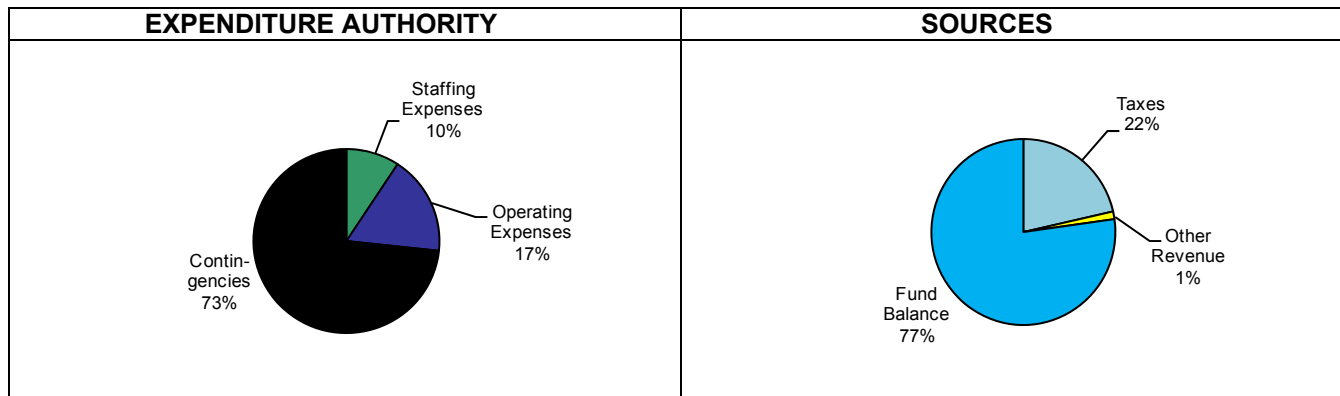 EXPENDITURE AUTHORITY
Staffing
Expenses
10%
Operating
Expenses
17%
Contin-
gencies
73%
SOURCES
Taxes
22%
Other
Revenue
1%
Fund
Balance
77%